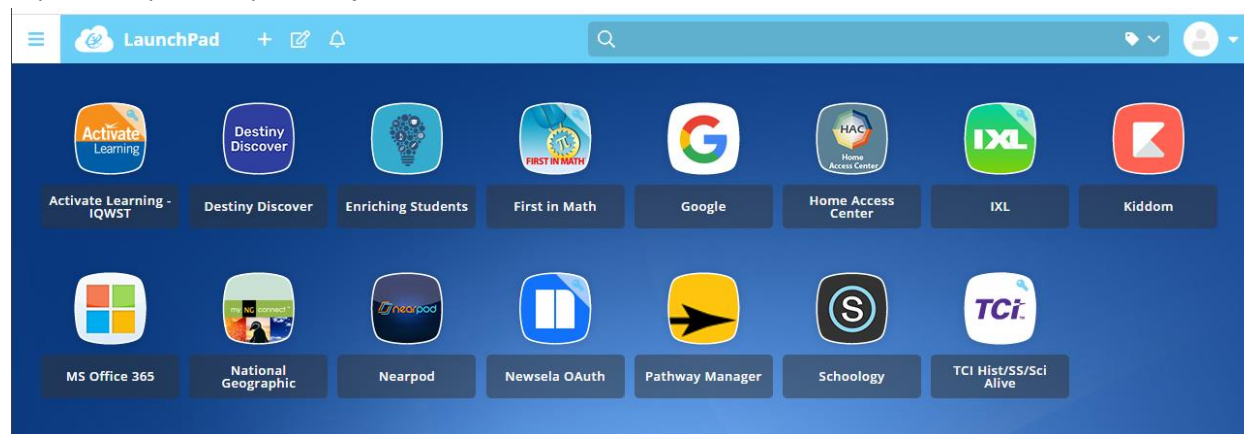 LaunchPad
Activate
Learning
Destiny
Discover
FIRST IN MATH
G
HAC
Home
Access Center
IXL
K
Activate Learning -
IQWST
Destiny Discover
Enriching Students
First in Math
Google
Home Access
Center
IXL
Kiddom
my NG connect
nearpod
S
TCi
MS Office 365
National
Geographic
Nearpod
Newsela OAuth
Pathway Manager
Schoology
TCI Hist/SS/Sci
Alive